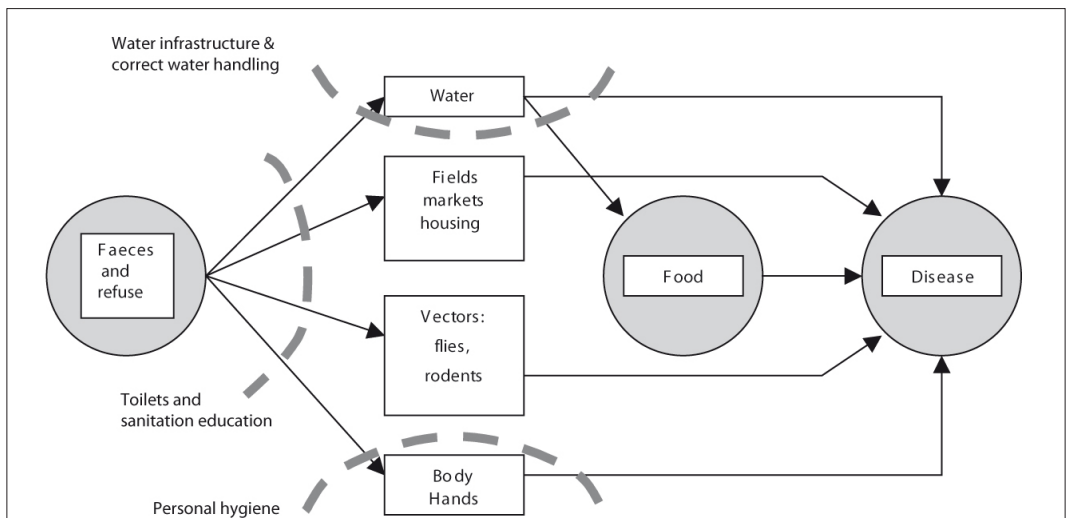 Water infrastructure &
correct water handling
Water
Fields
markets
housing
Faeces
and
refuse
Food
Disease
Vectors:
flies,
rodents
Toilets and
sanitation education
Body
Hands
Personal hygiene